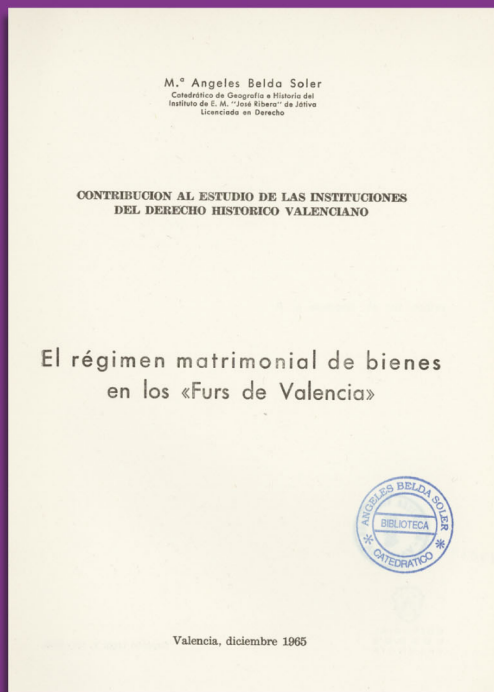 M.ª Angeles Belda Soler
Catedrático de Geografía e Historia del
Instituto de E. M. "José Ribera" de Játiva
Licenciada en Derecho
CONTRIBUCION AL ESTUDIO DE LAS INSTITUCIONES
DEL DERECHO HISTORICO VALENCIANO
El régimen matrimonial de bienes
en los «Furs de Valencia»
ANGELES BELDA SOLER
BIBLIOTECA
* CATEDRATICO *
Valencia, diciembre 1965